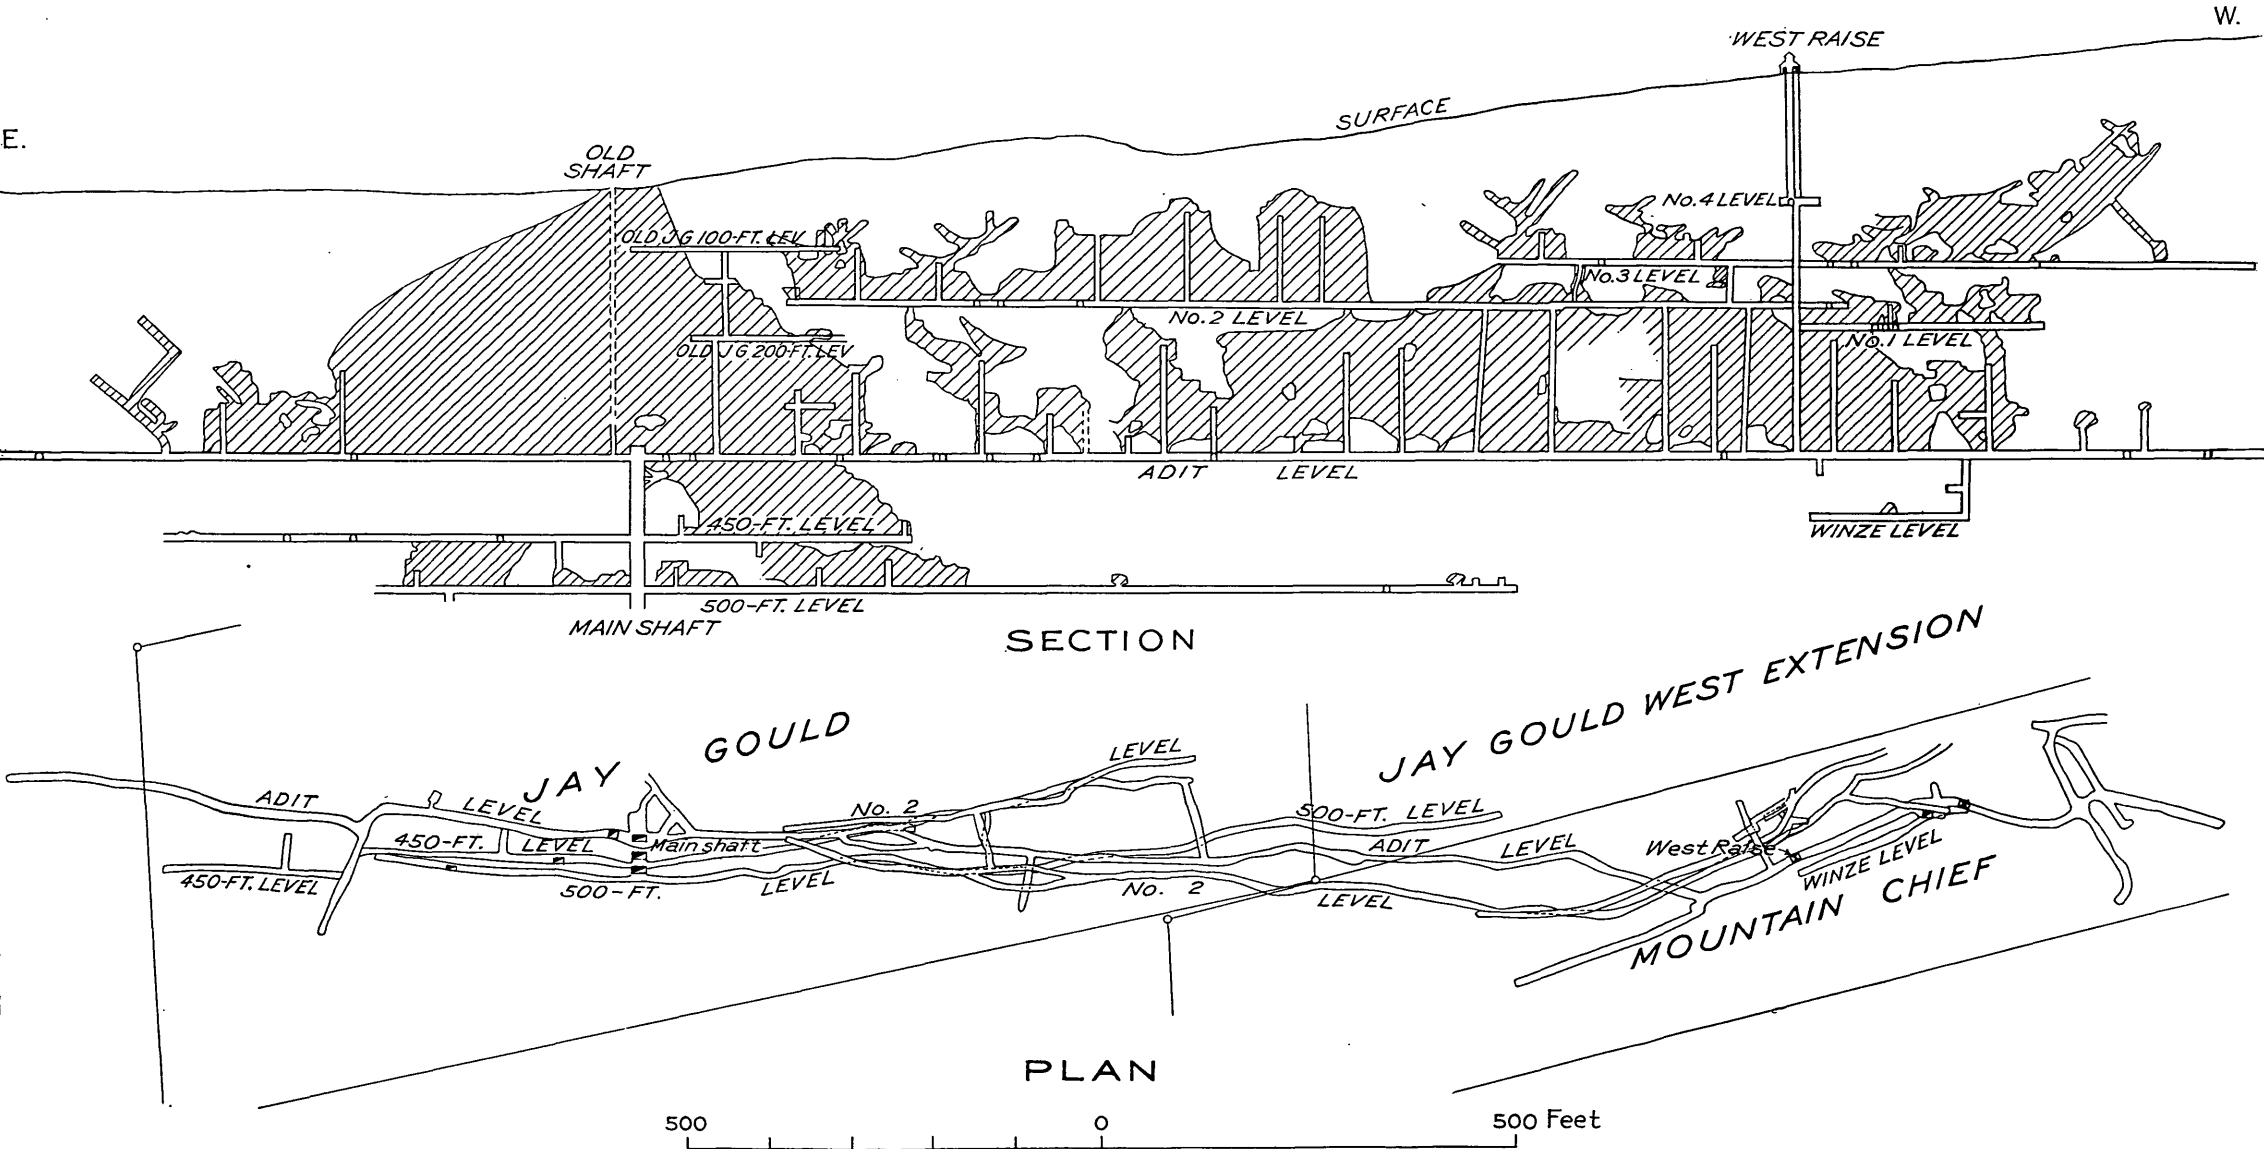 W.
WEST RAISE
SURFACE
E.
OLD
SHAFT
No.4 LEVEL
OLD J G 100-FT. LEV
No.3 LEVEL
No.2 LEVEL
No.1 LEVEL
OLD J G 200-FT. LEV
ADIT LEVEL
450-FT. LEVEL
WINZE LEVEL
500-FT. LEVEL
MAIN SHAFT
SECTION
JAY GOULD
JAY GOULD WEST EXTENSION
LEVEL
ADIT LEVEL
No. 2
500-FT. LEVEL
450-FT. LEVEL
Main shaft
ADIT LEVEL
West Raise
450-FT. LEVEL
500-FT. LEVEL
No. 2 LEVEL
WINZE LEVEL
MOUNTAIN CHIEF
PLAN
500 0 500 Feet